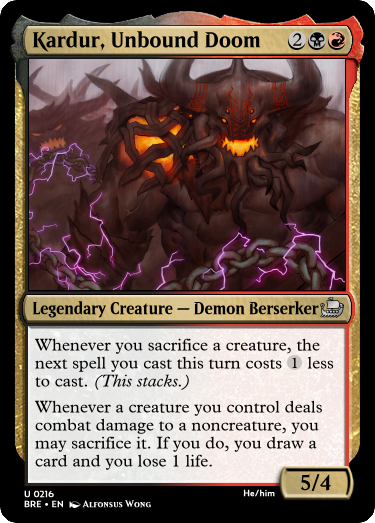 Kardur, Unbound Doom 2
Legendary Creature — Demon Berserker
Whenever you sacrifice a creature, the
next spell you cast this turn costs 1 less
to cast. (This stacks.)
Whenever a creature you control deals
combat damage to a noncreature, you
may sacrifice it. If you do, you draw a
card and you lose 1 life.
5/4
U 0216 He/him
BRE • EN Alfonsus Wong